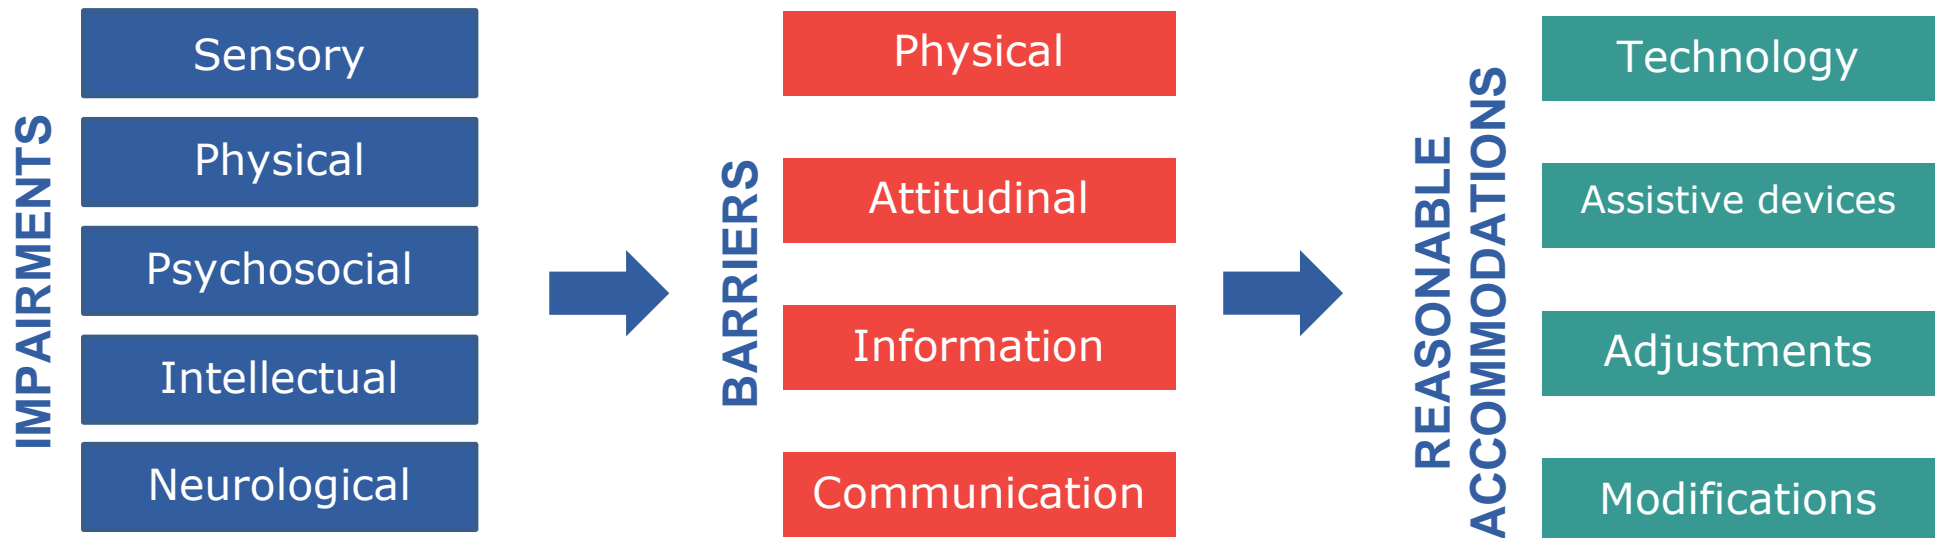 IMPAIRMENTS
Sensory
Physical
Psychosocial
Intellectual
Neurological
BARRIERS
Physical
Attitudinal
Information
Communication
REASONABLE
ACCOMMODATIONS
Technology
Assistive devices
Adjustments
Modifications